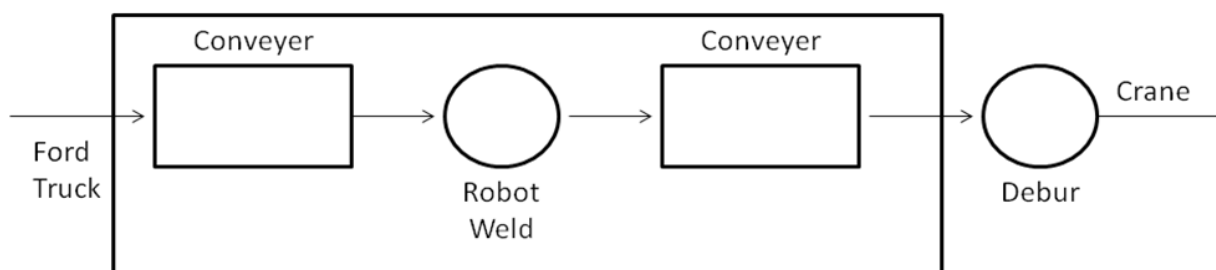 Conveyer
Conveyer
Crane
Ford
Truck
Robot
Weld
Debur